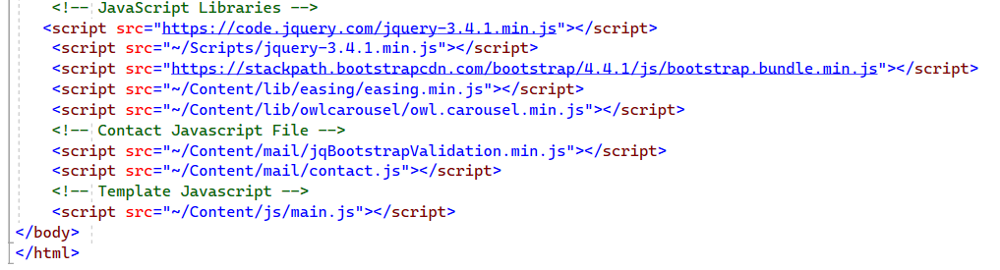 <!-- JavaScript Libraries -->
<script src="https://code.jquery.com/jquery-3.4.1.min.js"></script>
<script src="~/Scripts/jquery-3.4.1.min.js"></script>
<script src="https://stackpath.bootstrapcdn.com/bootstrap/4.4.1/js/bootstrap.bundle.min.js"></script>
<script src="~/Content/lib/easing/easing.min.js"></script>
<script src="~/Content/lib/owlcarousel/owl.carousel.min.js"></script>
<!-- Contact Javascript File -->
<script src="~/Content/mail/jqBootstrapValidation.min.js"></script>
<script src="~/Content/mail/contact.js"></script>
<!-- Template Javascript -->
<script src="~/Content/js/main.js"></script>
</body>
</html>